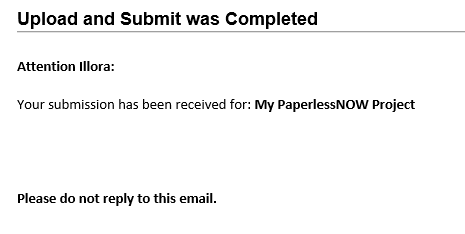 Upload and Submit was Completed
Attention Illora:
Your submission has been received for: My PaperlessNOW Project
Please do not reply to this email.